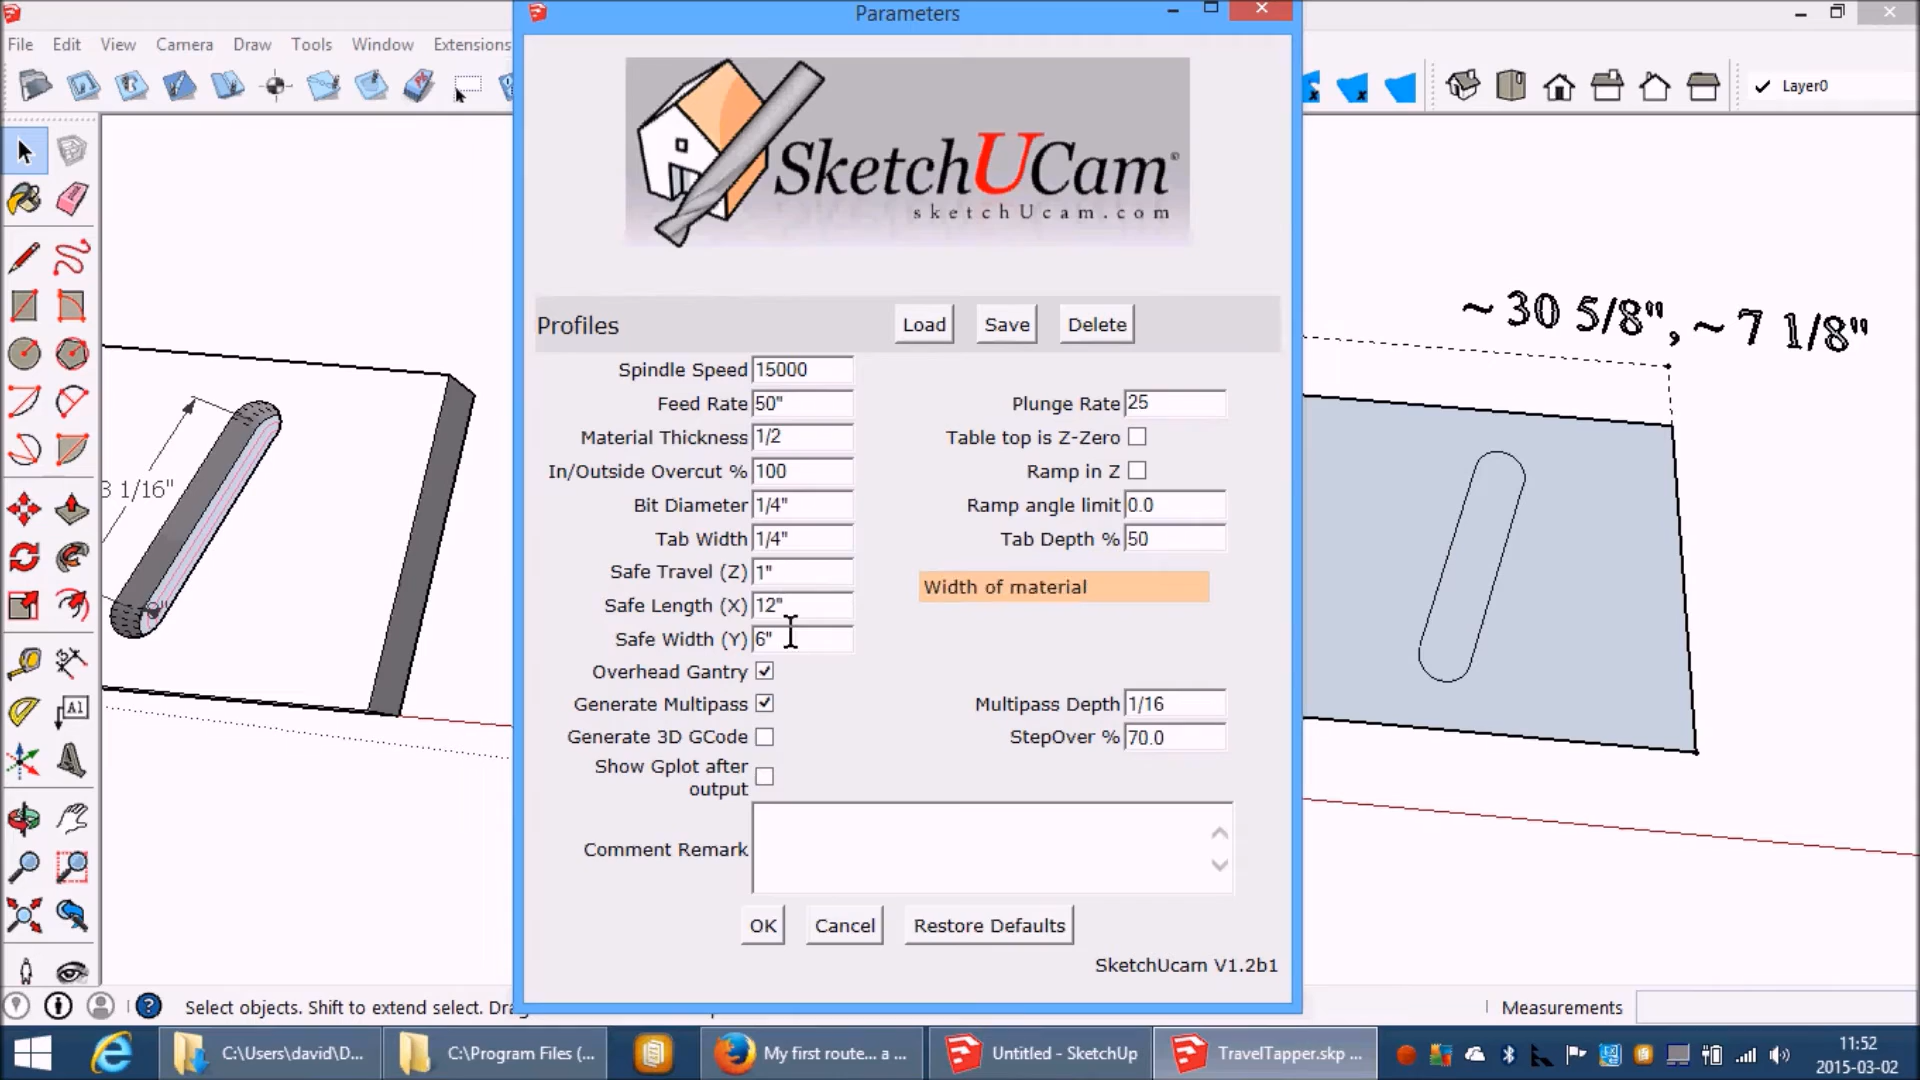 Parameters
File Edit View Camera Draw Tools Window Extensions
Layer0
SketchUCam
sketchUcam.com
Profiles Load Save Delete
Spindle Speed 15000
Feed Rate 50" Plunge Rate 25
Material Thickness 1/2 Table top is Z-Zero
In/Outside Overcut % 100 Ramp in Z
Bit Diameter 1/4" Ramp angle limit 0.0
Tab Width 1/4" Tab Depth % 50
Safe Travel (Z) 1"
Width of material
Safe Length (X) 12"
Safe Width (Y) 6"
Overhead Gantry
Generate Multipass Multipass Depth 1/16
Generate 3D GCode StepOver % 70.0
Show Gplot after
output
Comment Remark
OK Cancel Restore Defaults
SketchUcam V1.2b1
3 1/16"
~ 30 5/8", ~ 7 1/8"
A1
Select objects. Shift to extend select. Dra
Measurements
C:\Users\david\D... C:\Program Files (... My first route... a ... Untitled - SketchUp TravelTapper.skp ...
11:52
2015-03-02